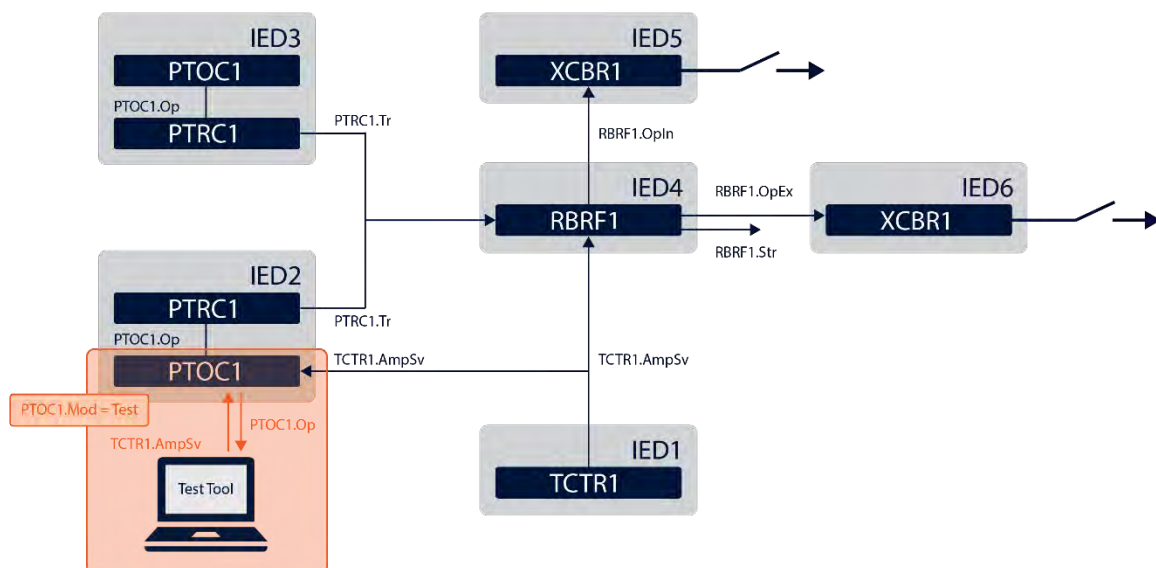 IED3
PTOC1
PTOC1.Op
PTRC1
PTRC1.Tr
IED5
XCBR1
RBRF1.OpIn
IED4
RBRF1
RBRF1.OpEx
RBRF1.Str
IED6
XCBR1
IED2
PTRC1
PTRC1.Tr
PTOC1.Op
PTOC1
TCTR1.AmpSv
TCTR1.AmpSv
PTOC1.Mod = Test
PTOC1.Op
TCTR1.AmpSv
Test Tool
IED1
TCTR1